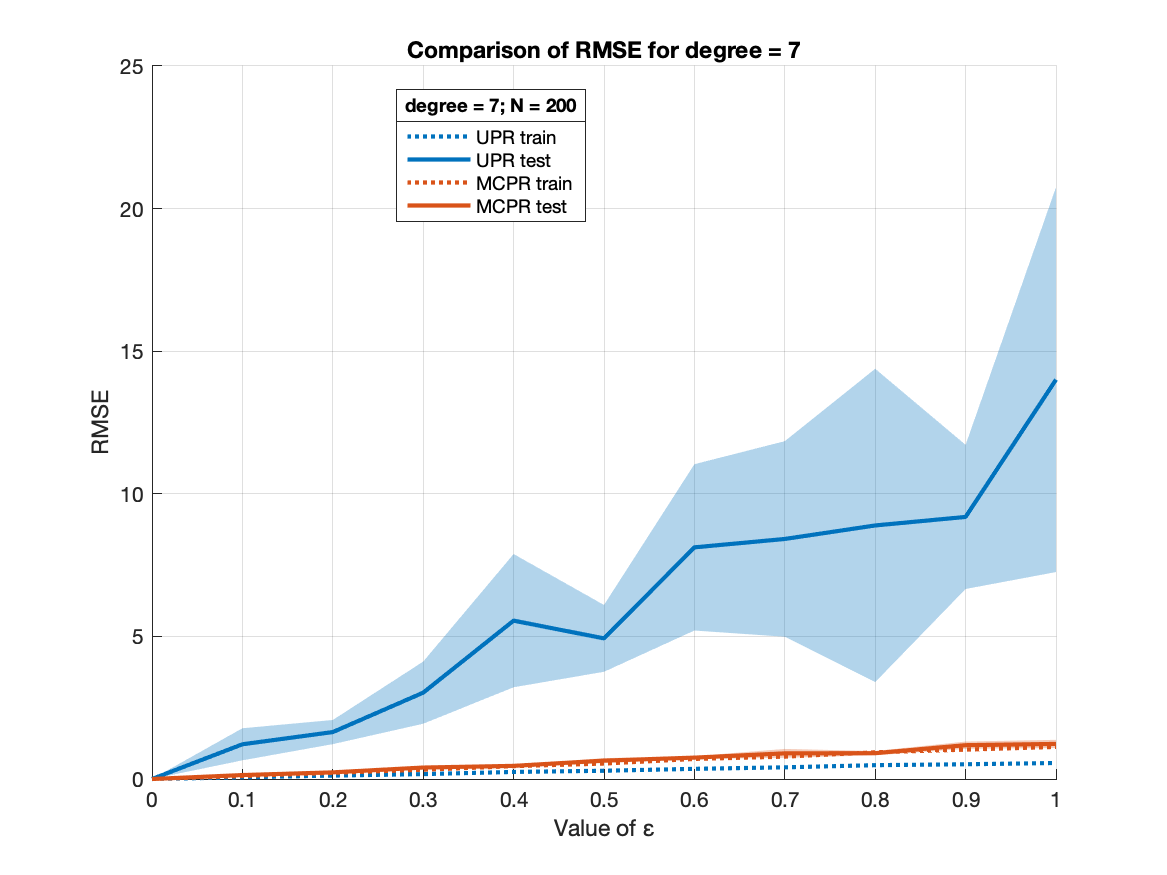 Comparison of RMSE for degree = 7
25
degree = 7; N = 200
UPR train
UPR test
MCPR train
MCPR test
20
15
RMSE
10
5
0
0 0.1 0.2 0.3 0.4 0.5 0.6 0.7 0.8 0.9 1
Value of ε